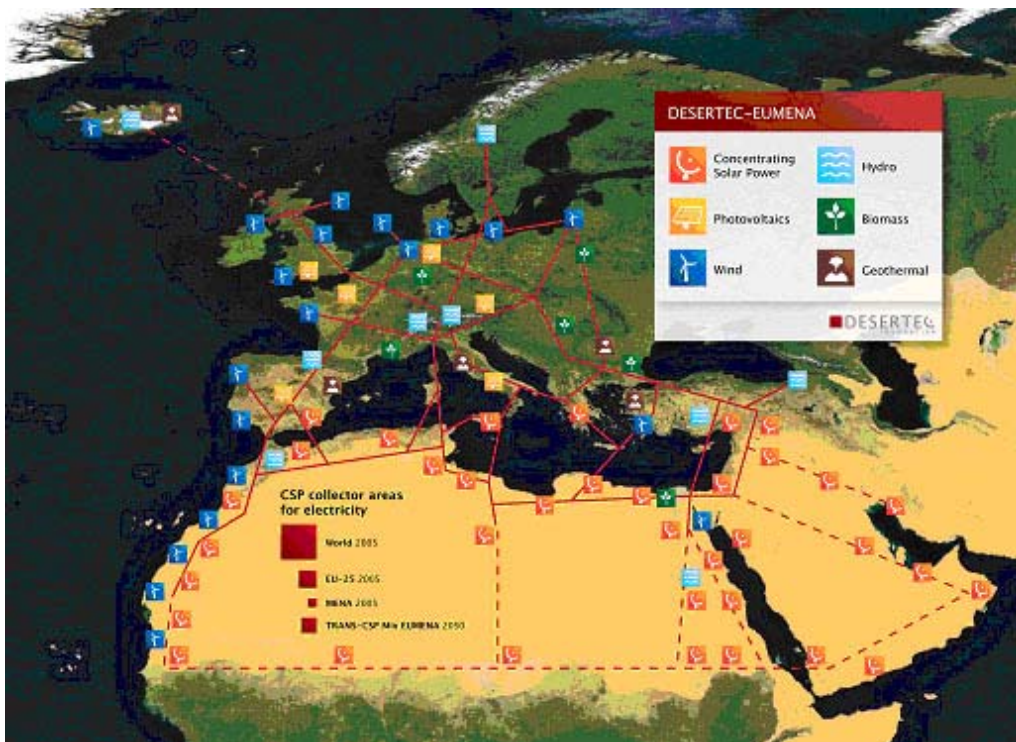 DESERTEC–EUMENA
Concentrating
Solar Power
Hydro
Photovoltaics
Biomass
Wind
Geothermal
DESERTEC
FOUNDATION
CSP collector areas
for electricity
World 2005
EU-25 2005
MENA 2005
TRANS-CSP Mix EUMENA 2050